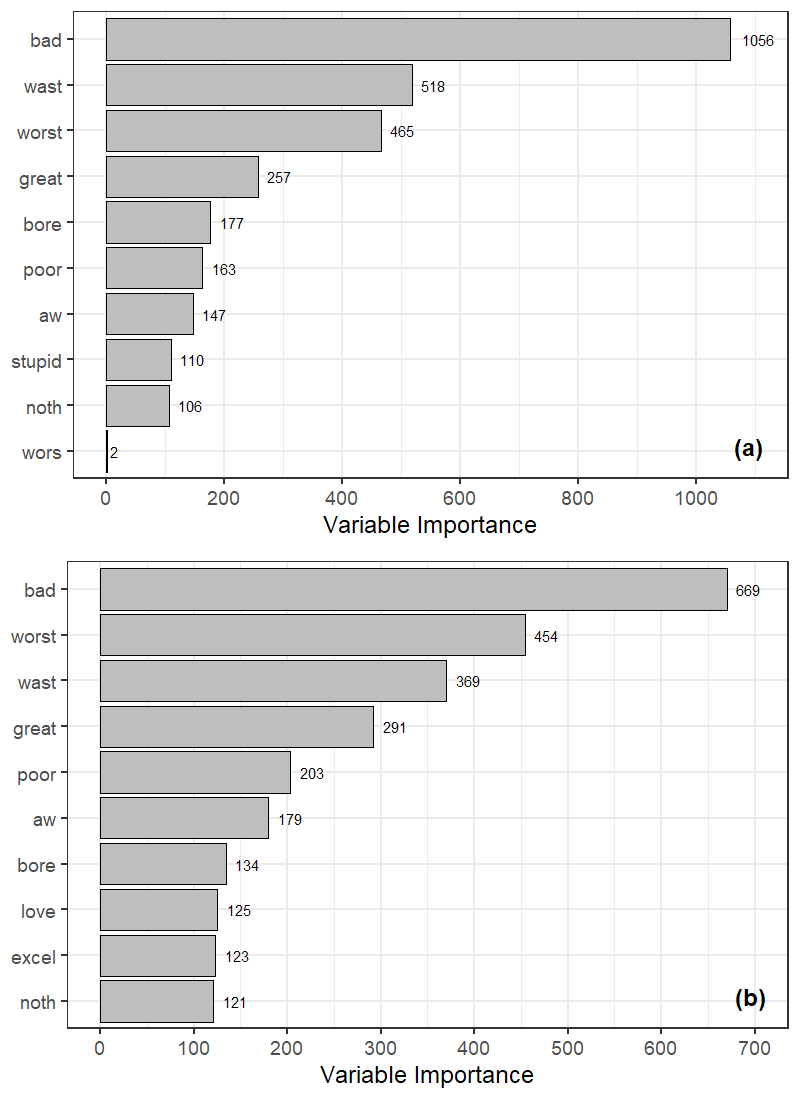 bad 1056
wast 518
worst 465
great 257
bore 177
poor 163
aw 147
stupid 110
noth 106
wors 2
(a)
0 200 400 600 800 1000
Variable Importance
bad 669
worst 454
wast 369
great 291
poor 203
aw 179
bore 134
love 125
excel 123
noth 121
(b)
0 100 200 300 400 500 600 700
Variable Importance